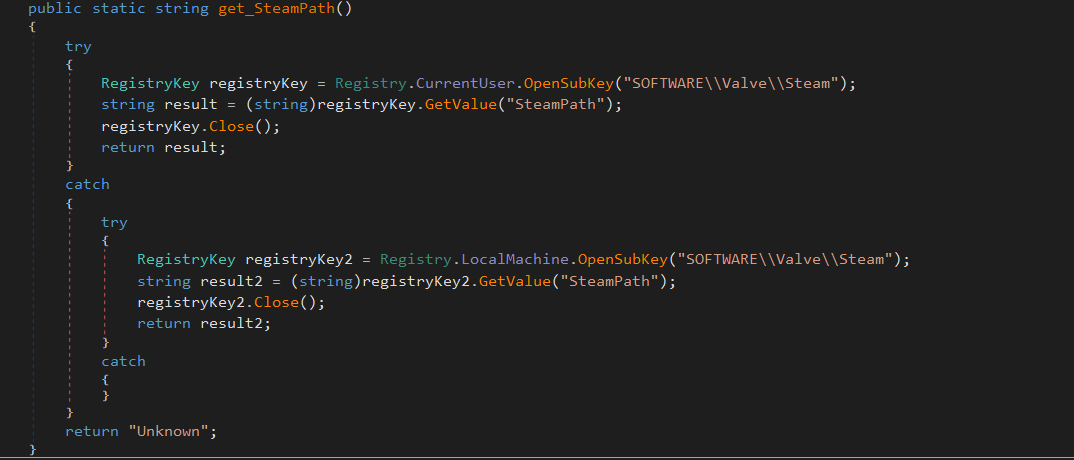 public static string get_SteamPath()
{
try
{
RegistryKey registryKey = Registry.CurrentUser.OpenSubKey("SOFTWARE\\Valve\\Steam");
string result = (string)registryKey.GetValue("SteamPath");
registryKey.Close();
return result;
}
catch
{
try
{
RegistryKey registryKey2 = Registry.LocalMachine.OpenSubKey("SOFTWARE\\Valve\\Steam");
string result2 = (string)registryKey2.GetValue("SteamPath");
registryKey2.Close();
return result2;
}
catch
{
}
}
return "Unknown";
}